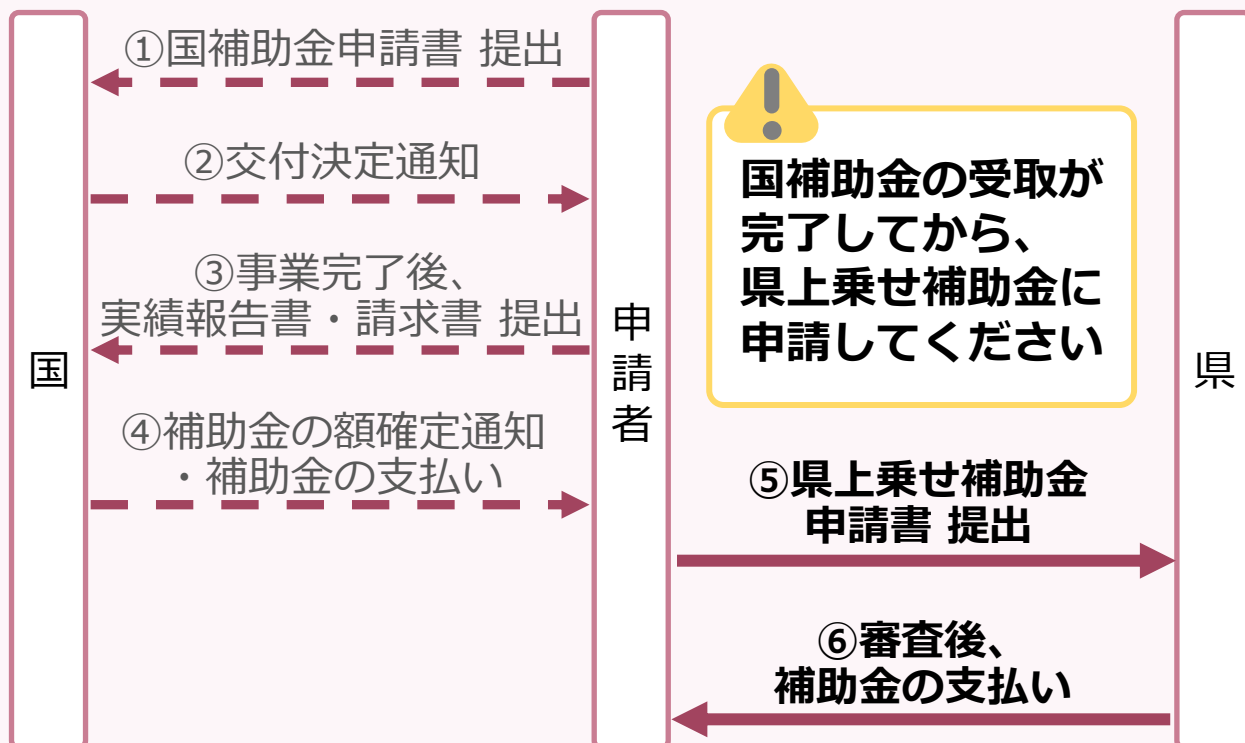 ①国補助金申請書 提出
②交付決定通知
③事業完了後、
実績報告書・請求書 提出
④補助金の額確定通知
・補助金の支払い
国
申請者
県
国補助金の受取が
完了してから、
県上乗せ補助金に
申請してください
⑤県上乗せ補助金
申請書 提出
⑥審査後、
補助金の支払い